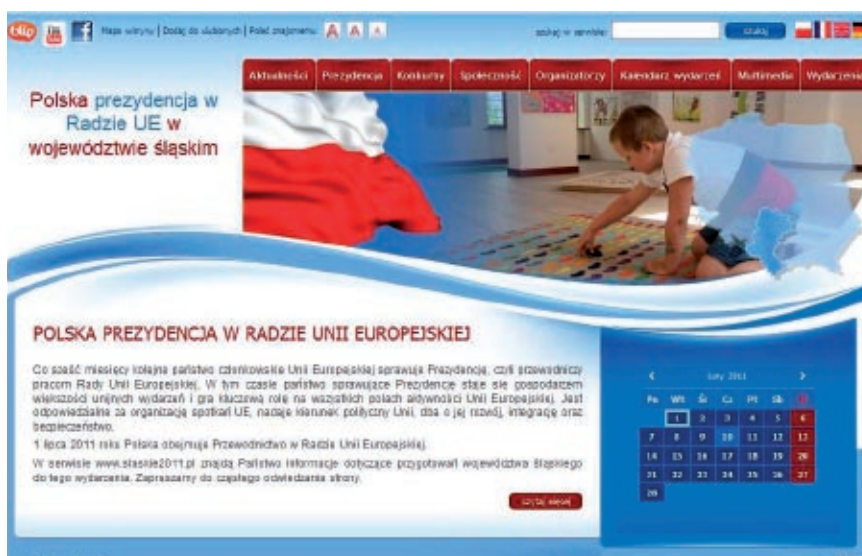 blip
Mapa witryny | Dodaj do ulubionych | Poleć znajomemu A A A
szukaj w serwisie: szukaj
Aktualności Prezydencja Konkursy Społeczność Organizatorzy Kalendarz wydarzeń Multimedia Wydarzenia
Polska prezydencja w
Radzie UE w
województwie śląskim
POLSKA PREZYDENCJA W RADZIE UNII EUROPEJSKIEJ
Co sześć miesięcy kolejne państwo członkowskie Unii Europejskiej sprawuje Prezydencję, czyli przewodniczy
pracom Rady Unii Europejskiej. W tym czasie państwo sprawujące Prezydencję staje się gospodarzem
większości unijnych wydarzeń i gra kluczową rolę na wszystkich polach aktywności Unii Europejskiej. Jest
odpowiedzialne za organizację spotkań UE, nadaje kierunek polityczny Unii, dba o jej rozwój, integrację oraz
bezpieczeństwo.
1 lipca 2011 roku Polska obejmuje Przewodnictwo w Radzie Unii Europejskiej.
W serwisie www.slaskie2011.pl znajdą Państwo informacje dotyczące przygotowań województwa śląskiego
do tego wydarzenia. Zapraszamy do częstego odwiedzania strony.
czytaj więcej
luty 2011
Po Wt Śr Cz Pt Sb
1 2 3 4 5 6
7 8 9 10 11 12 13
14 15 16 17 18 19 20
21 22 23 24 25 26 27
28